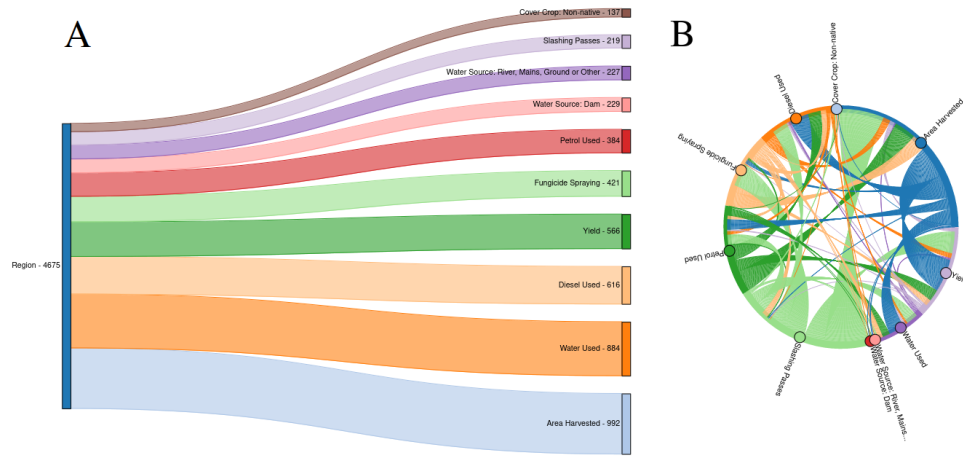 A
Cover Crop: Non-native - 137
Slashing Passes - 219
Water Source: River, Mains, Ground or Other - 227
Water Source: Dam - 229
Petrol Used - 384
Fungicide Spraying - 421
Yield - 566
Region - 4675
Diesel Used - 616
Water Used - 884
Area Harvested - 992
B
Cover Crop: Non-native
Diesel Used
Area Harvested
Fungicide Spraying
Petrol Used
Yiel
Water Used
Slashing Passes
Water Source: River, Mains...
Water Source: Dam